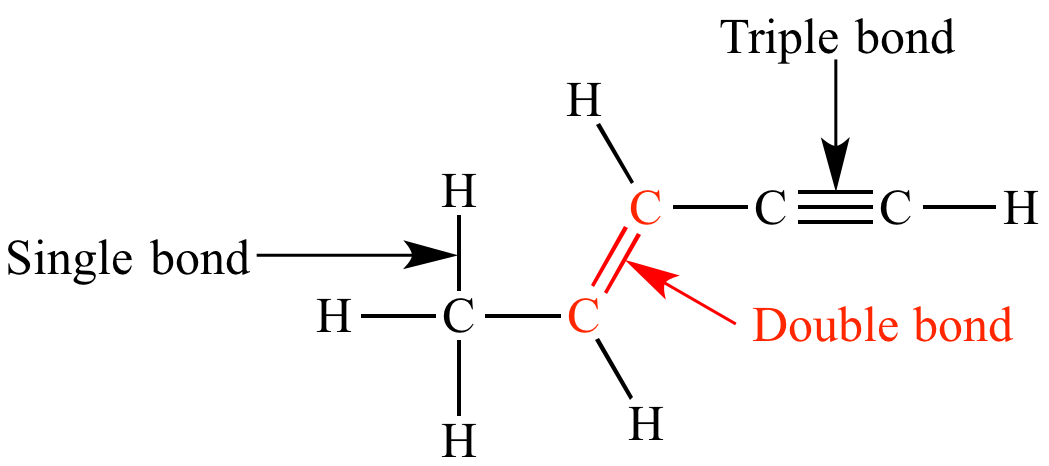 Triple bond
H
H
C C C H
Single bond
H C C
Double bond
H
H